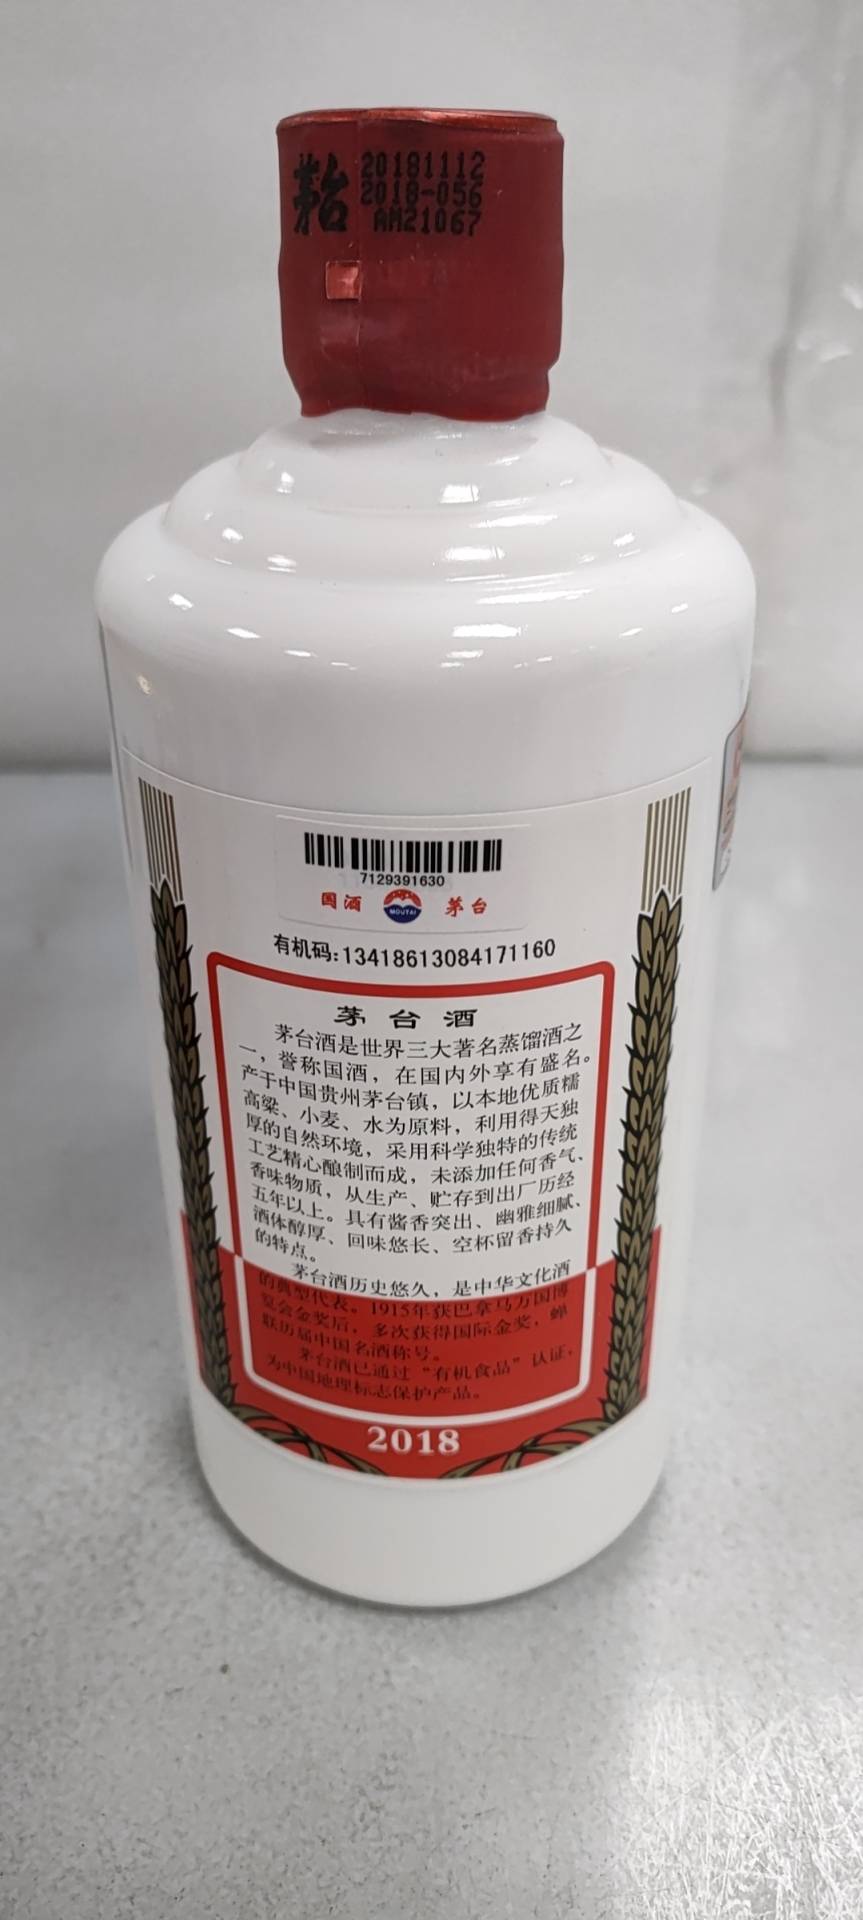 茅台
20181112
2018-056
AM21067
7129391630
国酒 MOUTAI 茅台
有机码:13418613084171160
茅台酒
茅台酒是世界三大著名蒸馏酒之
一，誉称国酒，在国内外享有盛名。
产于中国贵州茅台镇，以本地优质糯
高粱、小麦、水为原料，利用得天独
厚的自然环境，采用科学独特的传统
工艺精心酿制而成，未添加任何香气、
香味物质，从生产、贮存到出厂历经
五年以上。具有酱香突出、幽雅细腻、
酒体醇厚、回味悠长、空杯留香持久
的特点。
茅台酒历史悠久，是中华文化酒
的典型代表。1915年获巴拿马万国博
览会金奖后，多次获得国际金奖，蝉
联历届中国名酒称号。
茅台酒已通过“有机食品”认证，
为中国地理标志保护产品。
2018